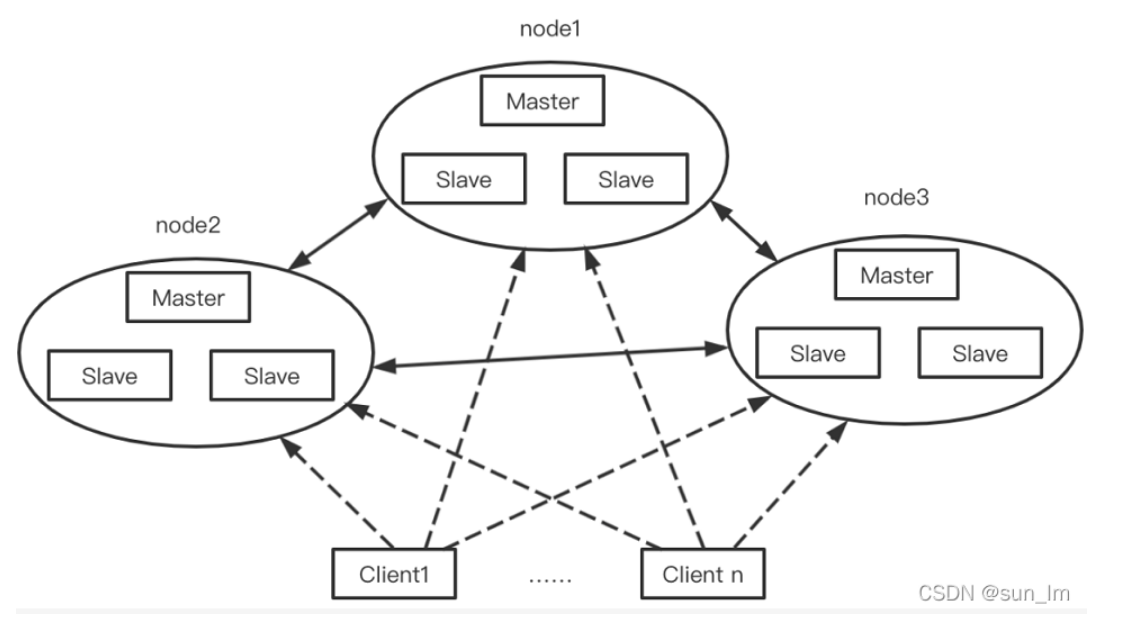 node1
Master
Slave
Slave
node3
node2
Master
Slave
Slave
Master
Slave
Slave
Client1
......
Client n
CSDN @sun_lm